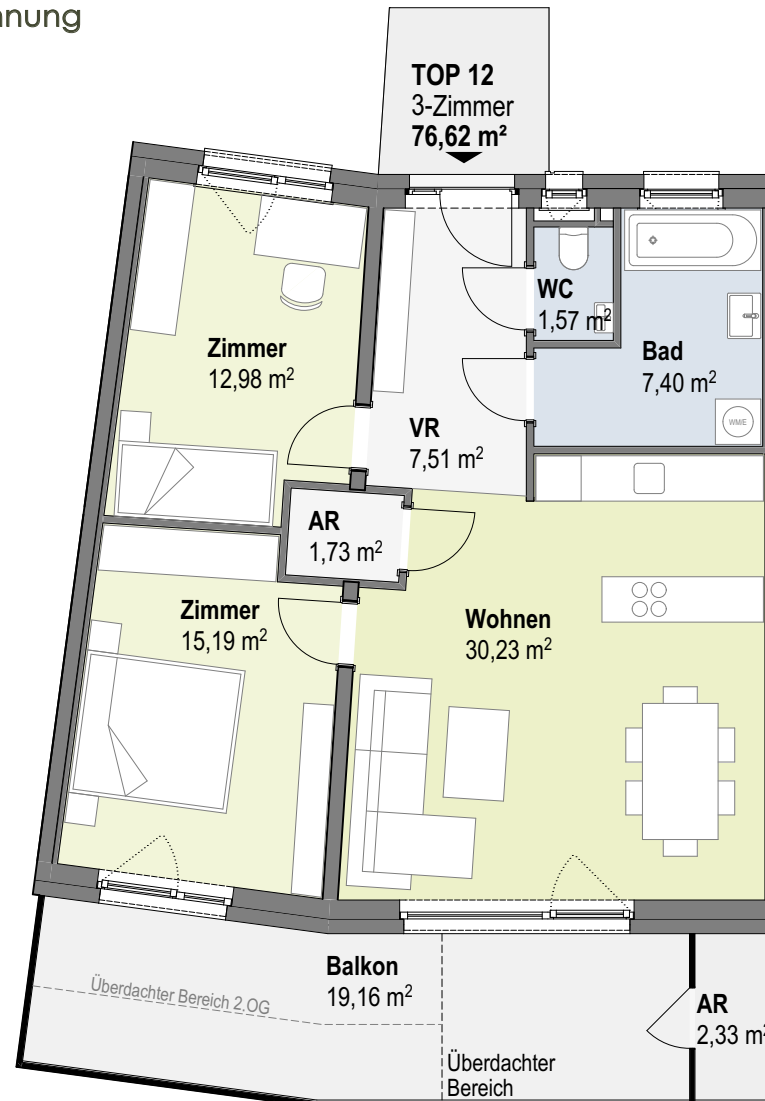 TOP 12
3-Zimmer
76,62 m²
WC
1,57 m²
Zimmer
12,98 m²
Bad
7,40 m²
WM/E
VR
7,51 m²
AR
1,73 m²
Zimmer
15,19 m²
Wohnen
30,23 m²
Balkon
19,16 m²
Überdachter Bereich 2.OG
AR
2,33 m²
Überdachter
Bereich